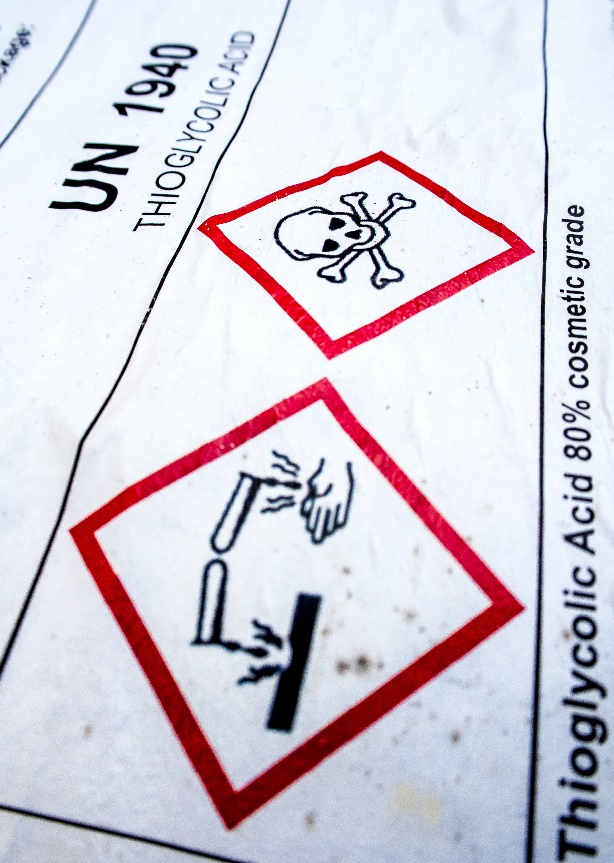 UN 1940
THIOGLYCOLIC ACID
Thioglycolic Acid 80% cosmetic grade